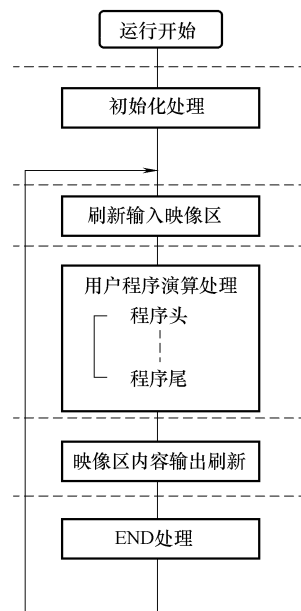 运行开始
初始化处理
刷新输入映像区
用户程序演算处理
程序头
程序尾
映像区内容输出刷新
END处理